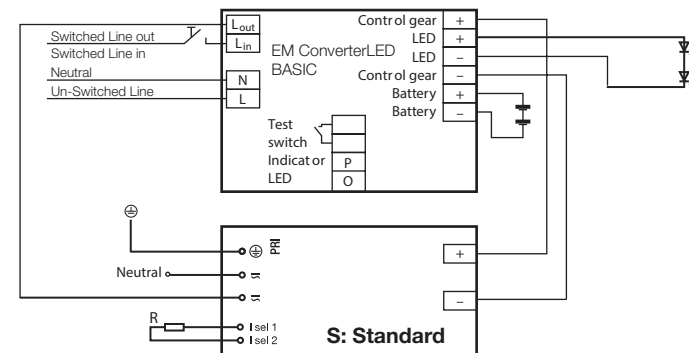 Switched Line out
Switched Line in
Neutral
Un-Switched Line
Lout
Lin
N
L
EM ConverterLED
BASIC
Control gear +
LED +
LED –
Control gear –
Battery +
Battery –
Test
switch
Indicator P
LED O
PRI
Neutral
R
I sel 1
I sel 2
+
–
S: Standard